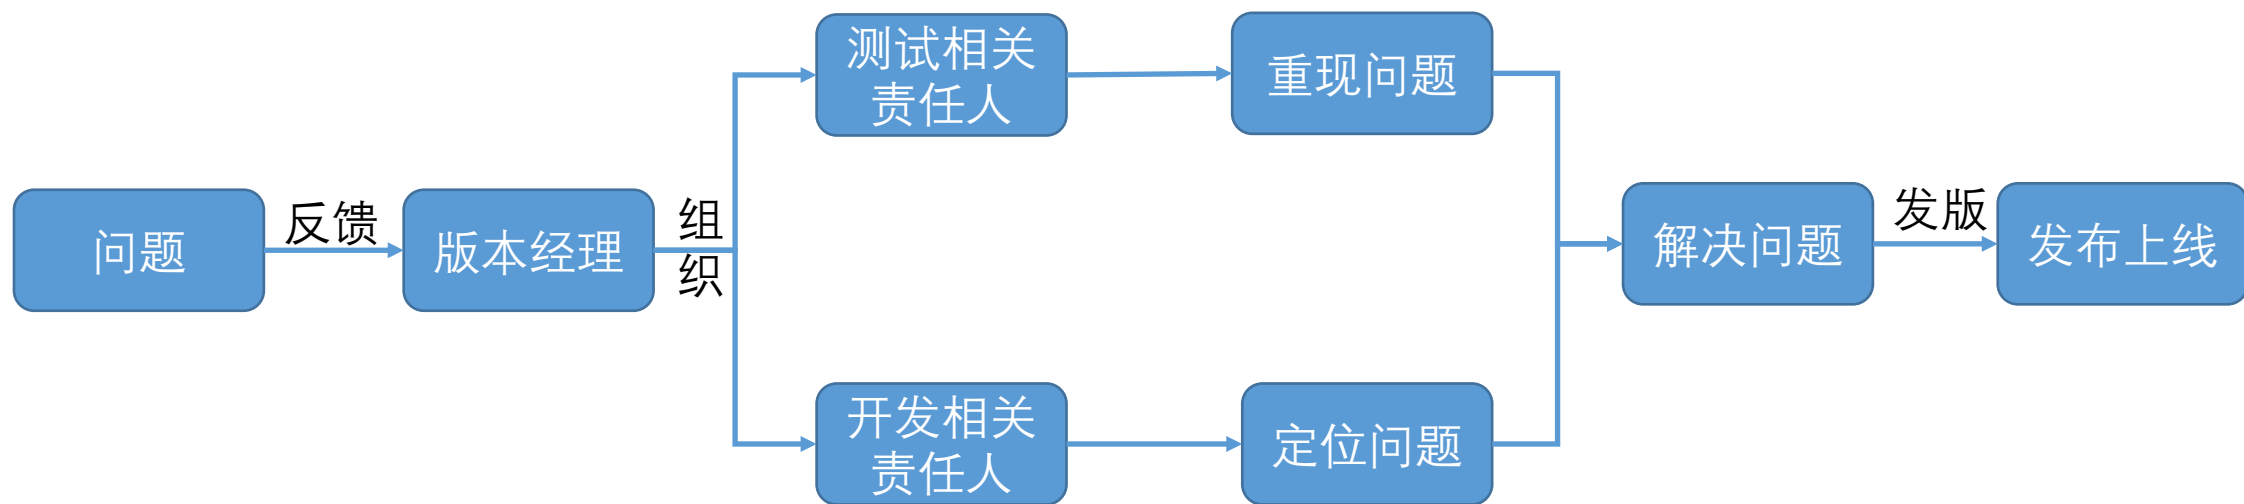 问题
反馈
版本经理
组
织
测试相关
责任人
重现问题
开发相关
责任人
定位问题
解决问题
发版
发布上线